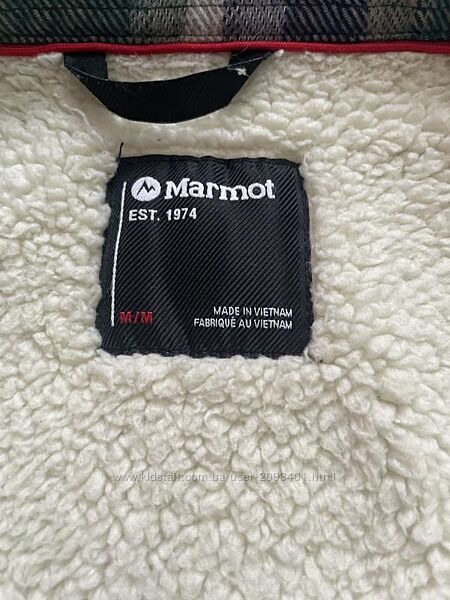 Marmot
EST. 1974
M/M
MADE IN VIETNAM
FABRIQUÉ AU VIETNAM
www.kidstaff.com.ua/user-2093401.html